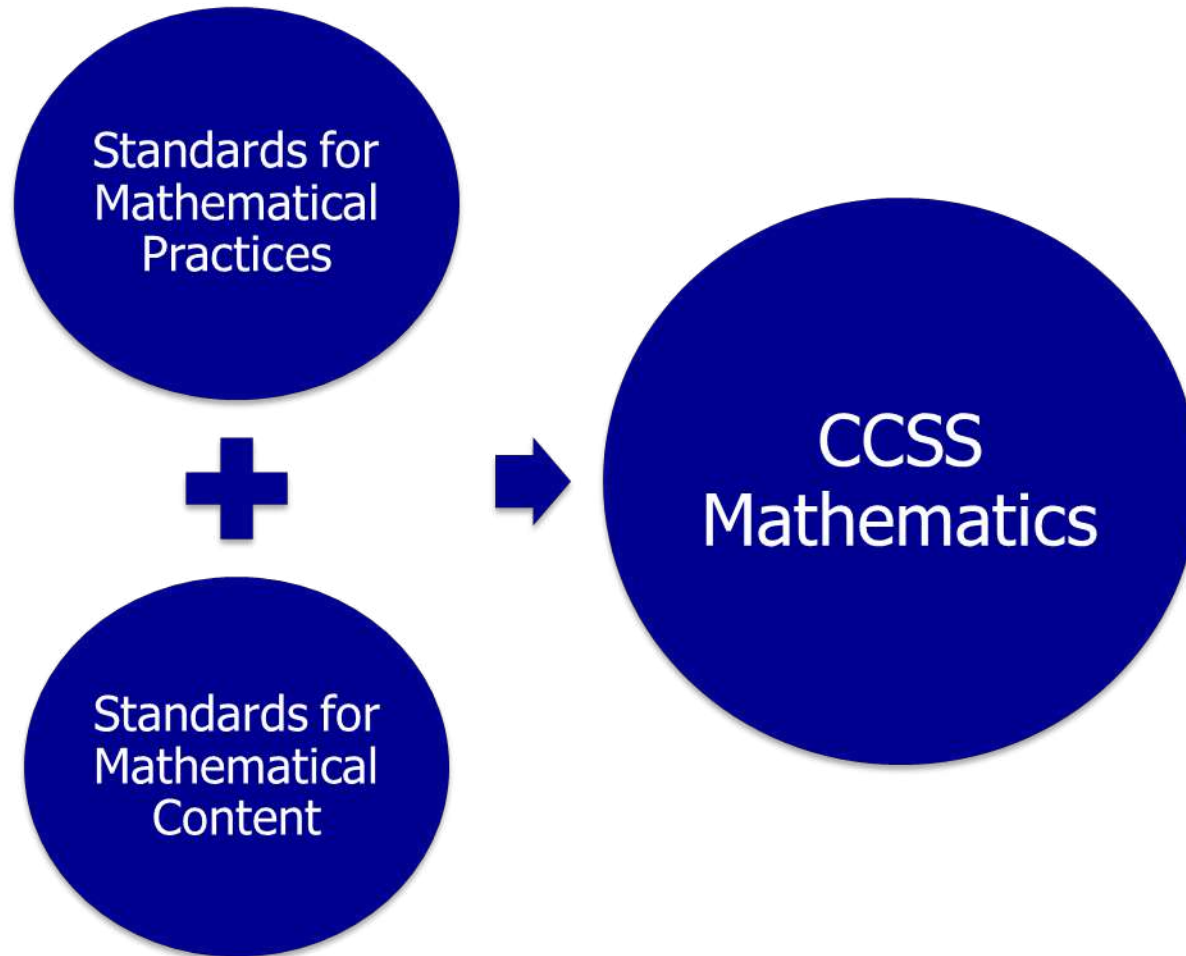 Standards for
Mathematical
Practices
Standards for
Mathematical
Content
CCSS
Mathematics